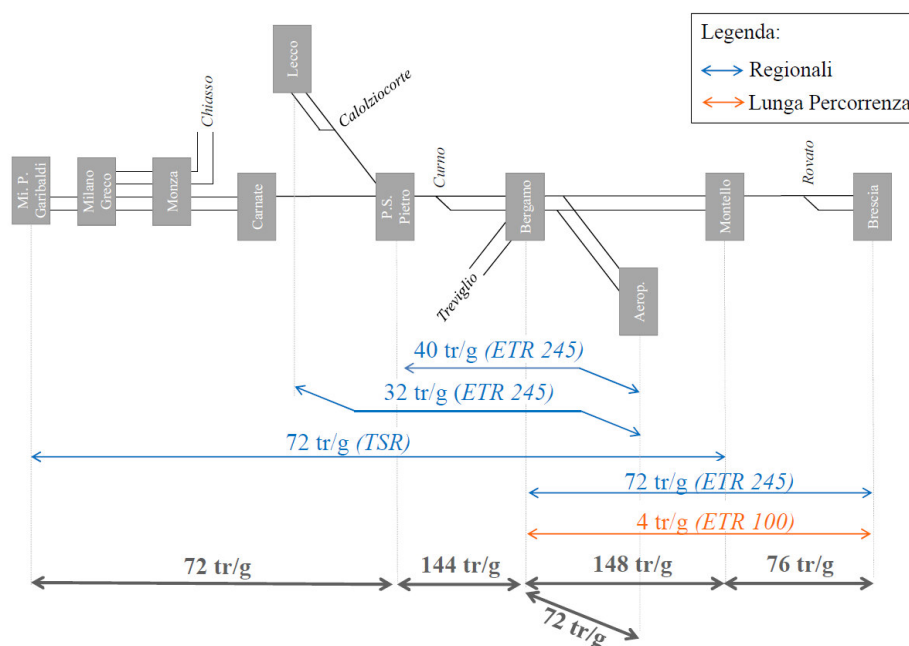 Legenda:
Regionali
Lunga Percorrenza
Lecco
Calolziocorte
Chiasso
Mi. P.
Garibaldi
Milano
Greco
Monza
Carnate
P.S.
Pietro
Curno
Bergamo
Treviglio
Aerop.
Montello
Rovato
Brescia
40 tr/g (ETR 245)
32 tr/g (ETR 245)
72 tr/g (TSR)
72 tr/g (ETR 245)
4 tr/g (ETR 100)
72 tr/g
144 tr/g
148 tr/g
76 tr/g
72 tr/g